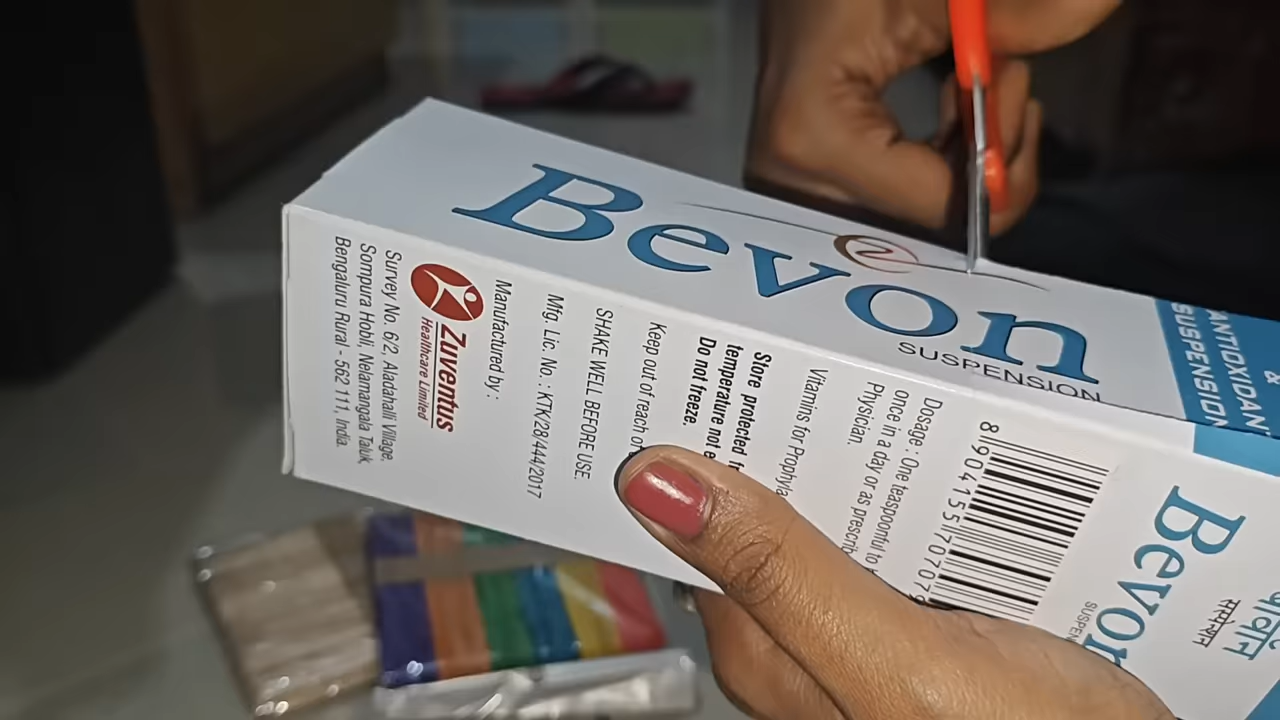 Bevon
SUSPENSION
ANTIOXIDAN
SUSPENSION
&
8 904155 70707
Dosage : One teaspoonful to
once in a day or as prescrib
Physician.
Vitamins for Prophyla
Store protected
temperature not
Do not freeze.
Keep out of reach of
SHAKE WELL BEFORE USE.
Mfg. Lic. No. : KTK/28/444/2017
Manufactured by :
Zuventus
Healthcare Limited
Survey No. 6/2, Aladahalli Village,
Sompura Hobli, Nelamangala Taluk,
Bengaluru Rural - 562 111, India.
Bevon
SUSPEN